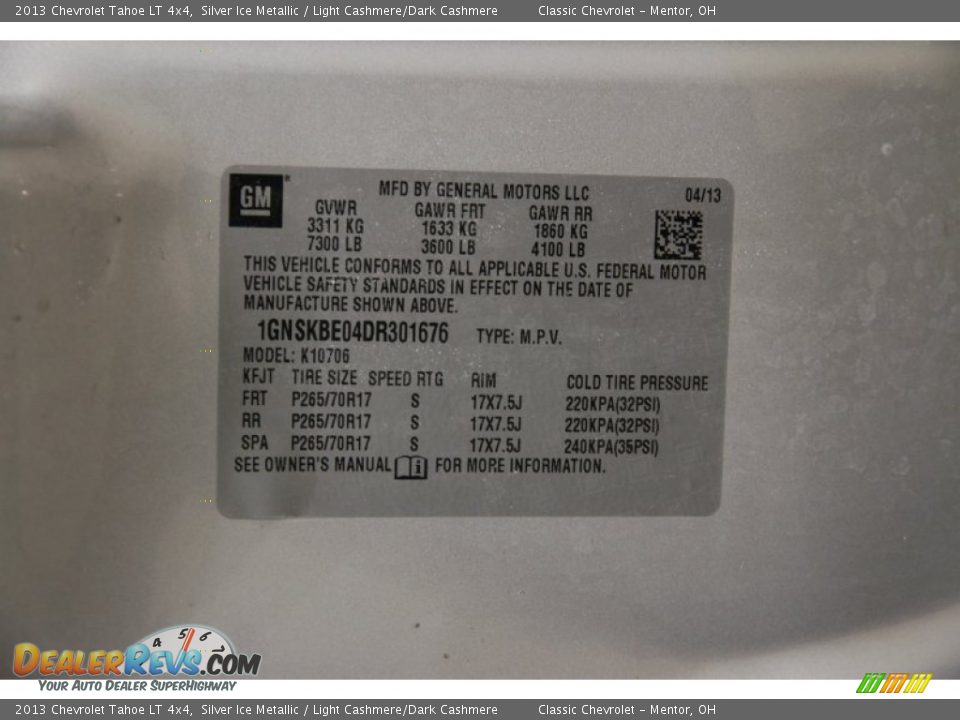 2013 Chevrolet Tahoe LT 4x4, Silver Ice Metallic / Light Cashmere/Dark Cashmere Classic Chevrolet - Mentor, OH
GM
MFD BY GENERAL MOTORS LLC 04/13
GVWR GAWR FRT GAWR RR
3311 KG 1633 KG 1860 KG
7300 LB 3600 LB 4100 LB
THIS VEHICLE CONFORMS TO ALL APPLICABLE U.S. FEDERAL MOTOR
VEHICLE SAFETY STANDARDS IN EFFECT ON THE DATE OF
MANUFACTURE SHOWN ABOVE.
1GNSKBE04DR301676 TYPE: M.P.V.
MODEL: K10706
KFJT TIRE SIZE SPEED RTG RIM COLD TIRE PRESSURE
FRT P265/70R17 S 17X7.5J 220KPA(32PSI)
RR P265/70R17 S 17X7.5J 220KPA(32PSI)
SPA P265/70R17 S 17X7.5J 240KPA(35PSI)
SEE OWNER'S MANUAL FOR MORE INFORMATION.
4 5 6 7
DEALERREVS.COM
YOUR AUTO DEALER SUPERHIGHWAY
2013 Chevrolet Tahoe LT 4x4, Silver Ice Metallic / Light Cashmere/Dark Cashmere Classic Chevrolet - Mentor, OH